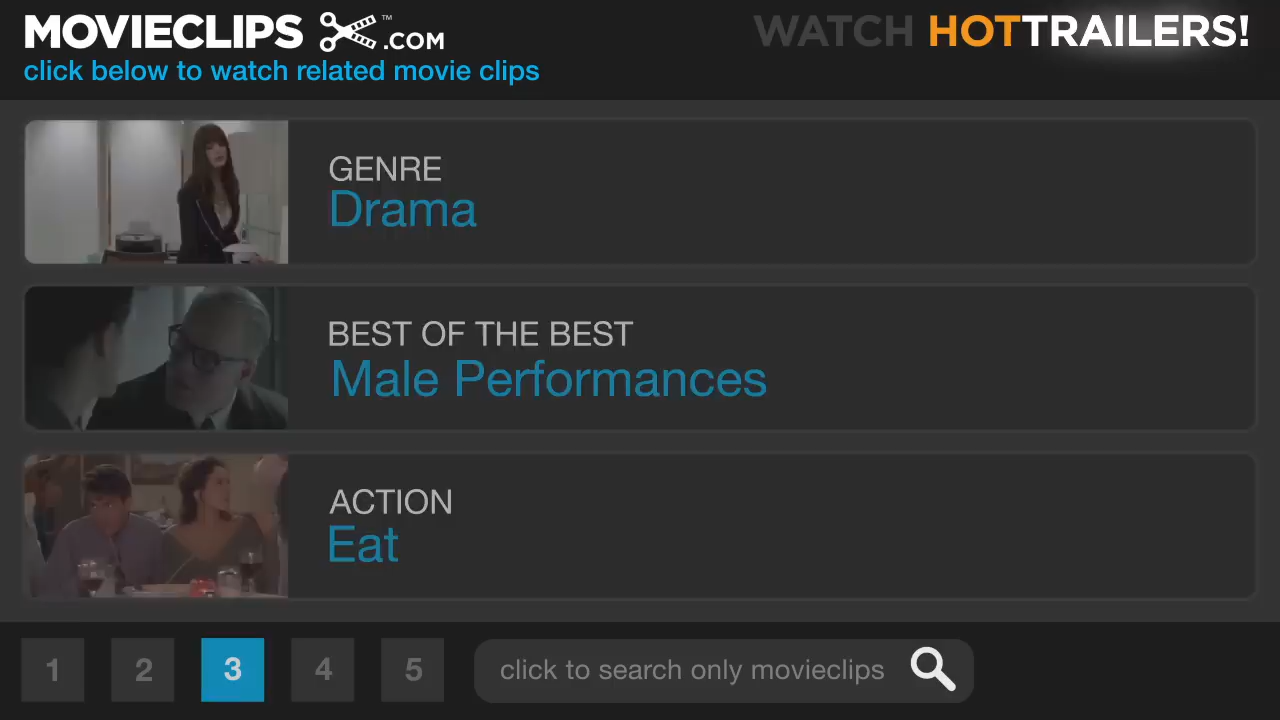 MOVIECLIPS ™ .COM
WATCH HOTTRAILERS!
click below to watch related movie clips
GENRE
Drama
BEST OF THE BEST
Male Performances
ACTION
Eat
1 2 3 4 5
click to search only movieclips